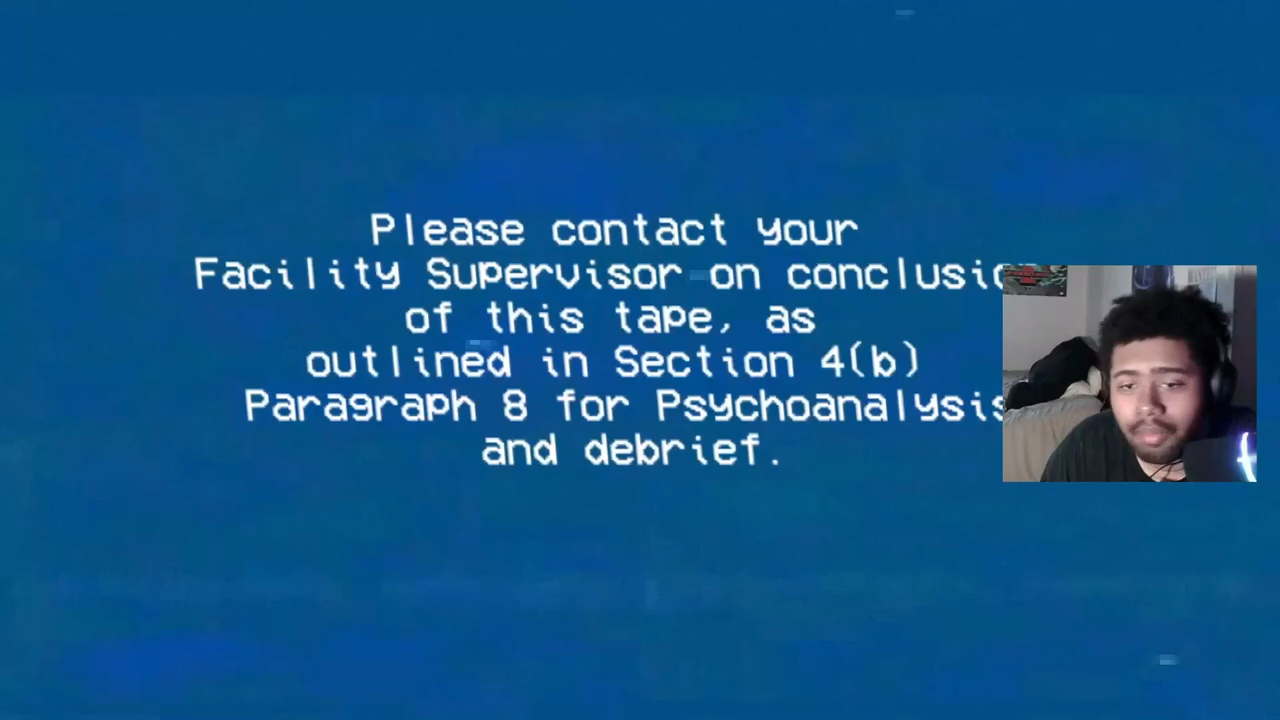 Please contact your
Facility Supervisor on
of this tape, as
outlined in Section 4(b)
Paragraph 8 for Psychoanalysis
and debrief.